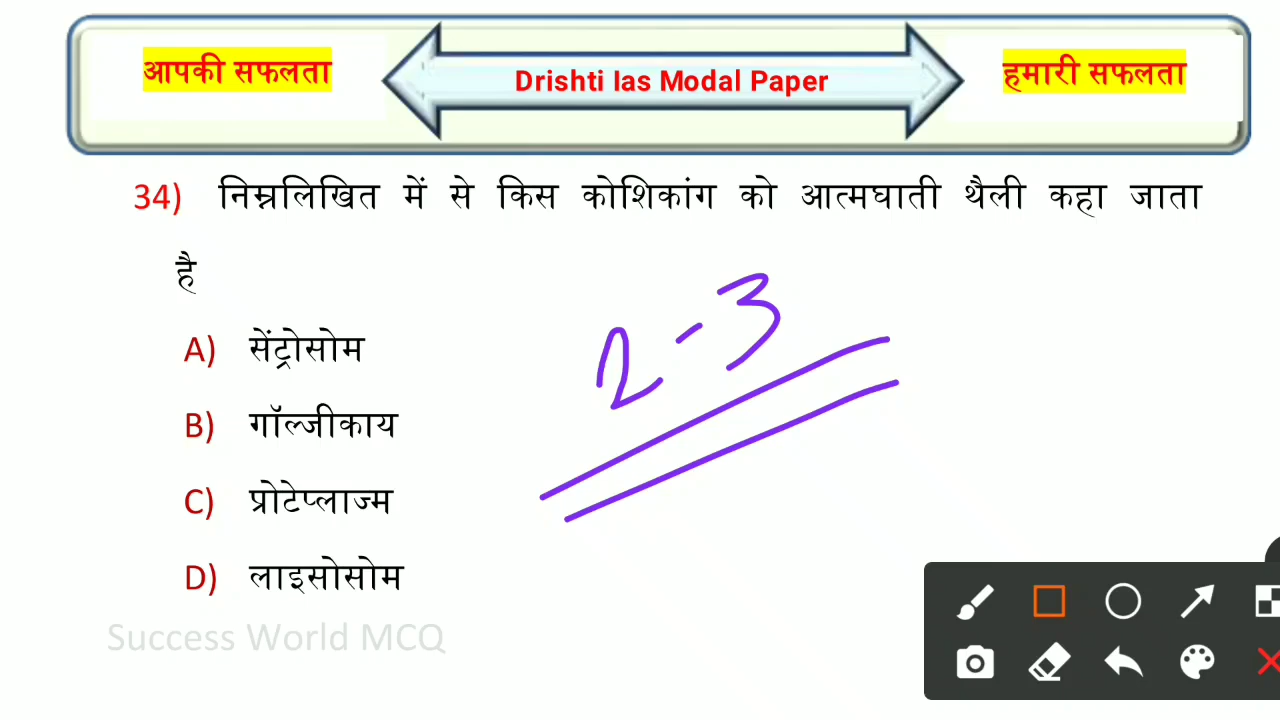 आपकी सफलता
Drishti Ias Modal Paper
हमारी सफलता
34) निम्नलिखित में से किस कोशिकांग को आत्मघाती थैली कहा जाता
है
2-3
A) सेंट्रोसोम
B) गॉल्जीकाय
C) प्रोटेप्लाज्म
D) लाइसोसोम
Success World MCQ